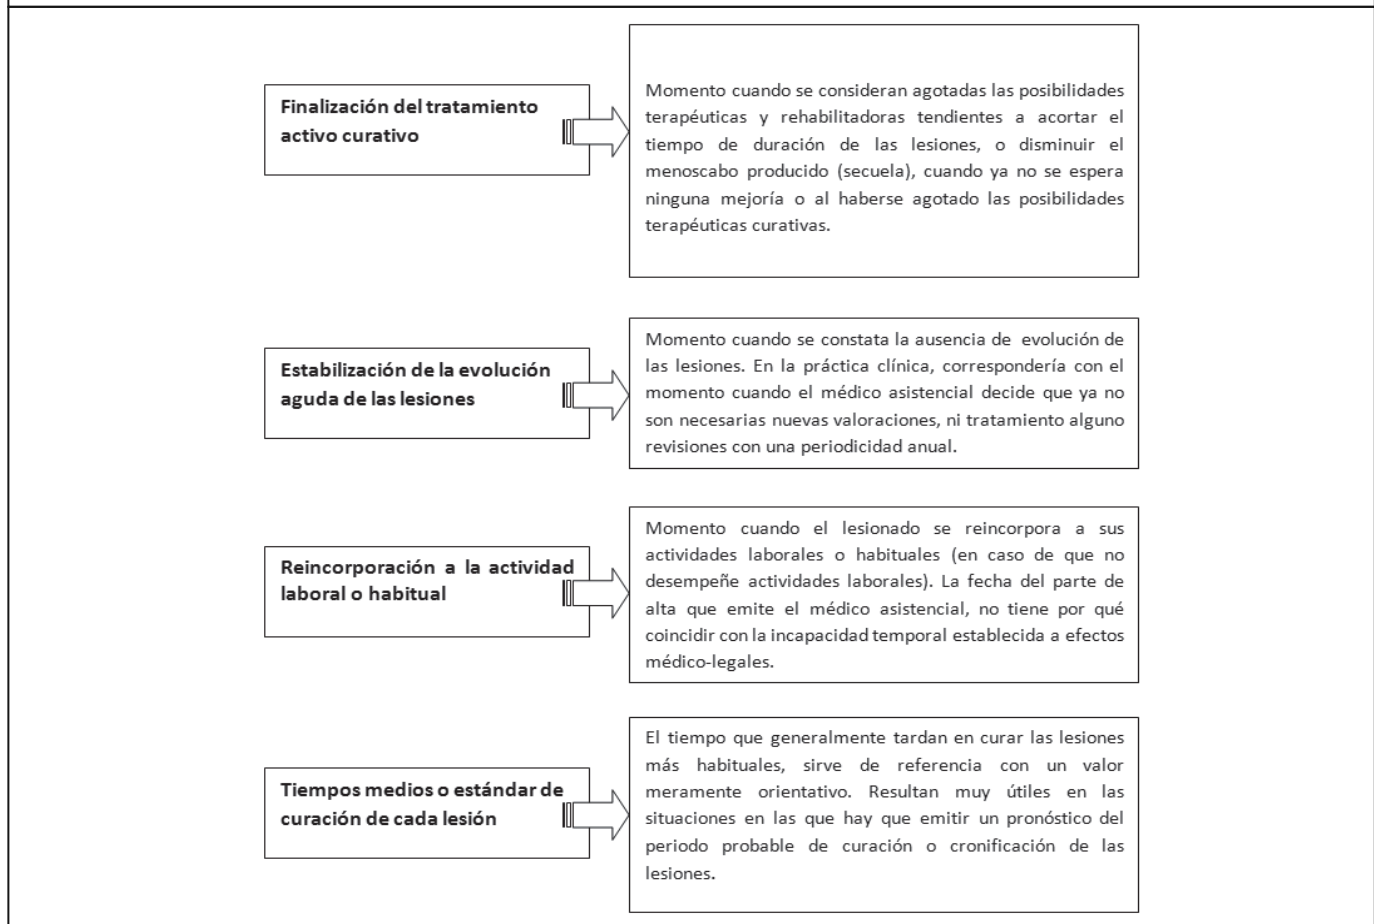 Finalización del tratamiento
activo curativo
Momento cuando se consideran agotadas las posibilidades
terapéuticas y rehabilitadoras tendientes a acortar el
tiempo de duración de las lesiones, o disminuir el
menoscabo producido (secuela), cuando ya no se espera
ninguna mejoría o al haberse agotado las posibilidades
terapéuticas curativas.
Estabilización de la evolución
aguda de las lesiones
Momento cuando se constata la ausencia de evolución de
las lesiones. En la práctica clínica, correspondería con el
momento cuando el médico asistencial decide que ya no
son necesarias nuevas valoraciones, ni tratamiento alguno
revisiones con una periodicidad anual.
Reincorporación a la actividad
laboral o habitual
Momento cuando el lesionado se reincorpora a sus
actividades laborales o habituales (en caso de que no
desempeñe actividades laborales). La fecha del parte de
alta que emite el médico asistencial, no tiene por qué
coincidir con la incapacidad temporal establecida a efectos
médico-legales.
Tiempos medios o estándar de
curación de cada lesión
El tiempo que generalmente tardan en curar las lesiones
más habituales, sirve de referencia con un valor
meramente orientativo. Resultan muy útiles en las
situaciones en las que hay que emitir un pronóstico del
periodo probable de curación o cronificación de las
lesiones.